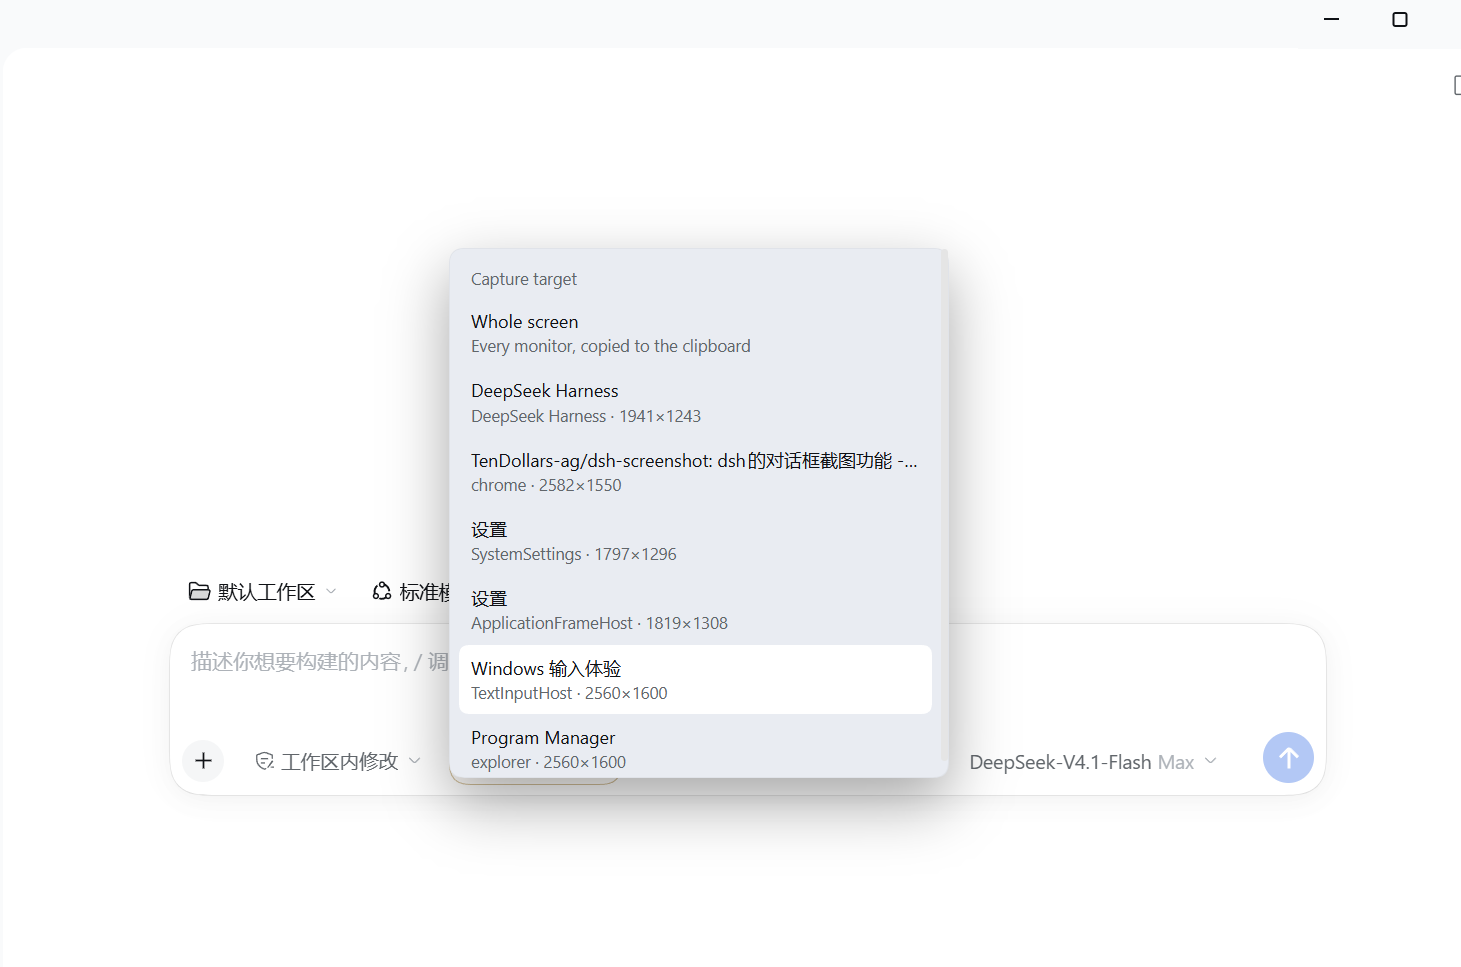 Capture target
Whole screen
Every monitor, copied to the clipboard
DeepSeek Harness
DeepSeek Harness · 1941×1243
TenDollars-ag/dsh-screenshot: dsh的对话框截图功能 -...
chrome · 2582×1550
设置
SystemSettings · 1797×1296
设置
ApplicationFrameHost · 1819×1308
Windows 输入体验
TextInputHost · 2560×1600
Program Manager
explorer · 2560×1600
默认工作区
标准
描述你想要构建的内容, / 调
工作区内修改
DeepSeek-V4.1-Flash Max